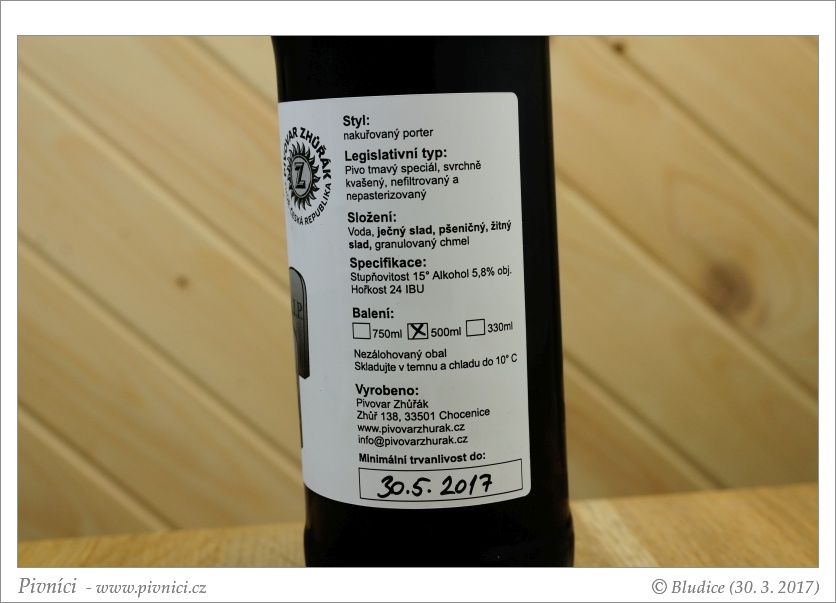 PIVOVAR ZHŮŘÁK
Z
ČESKÁ REPUBLIKA
Styl:
nakuřovaný porter
Legislativní typ:
Pivo tmavý speciál, svrchně
kvašený, nefiltrovaný a
nepasterizovaný
Složení:
Voda, ječný slad, pšeničný, žitný
slad, granulovaný chmel
Specifikace:
Stupňovitost 15° Alkohol 5,8% obj.
Hořkost 24 IBU
Balení:
750ml 500ml 330ml
Nezálohovaný obal
Skladujte v temnu a chladu do 10° C
Vyrobeno:
Pivovar Zhůřák
Zhůř 138, 33501 Chocenice
www.pivovarzhurak.cz
info@pivovarzhurak.cz
Minimální trvanlivost do:
30.5. 2017
Pivníci - www.pivnici.cz
© Bludice (30. 3. 2017)